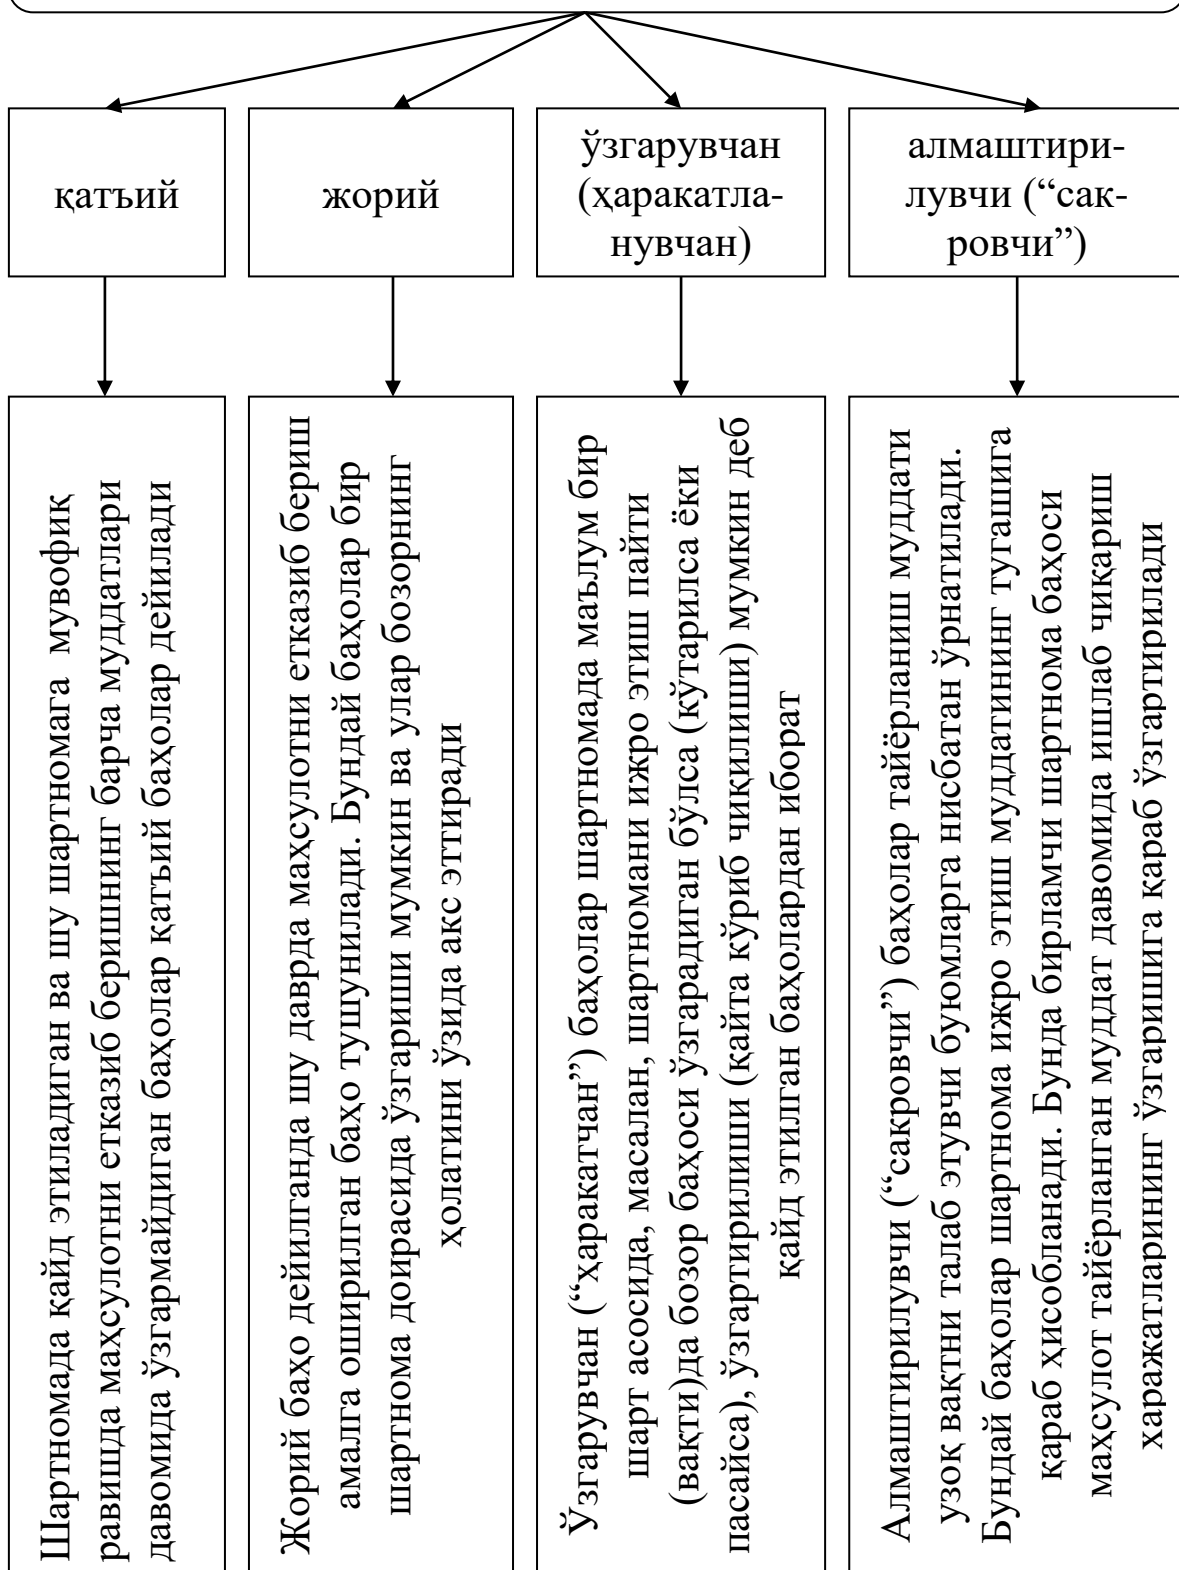 қатъий
жорий
ўзгарувчан
(ҳаракатла-
нувчан)
алмаштири-
лувчи (“сак-
ровчи”)
Шартномада қайд этиладиган ва шу шартномага мувофиқ
равишда маҳсулотни етказиб беришнинг барча муддатлари
давомида ўзгармайдиган баҳолар қатъий баҳолар дейилади
Жорий баҳо дейилганда шу даврда маҳсулотни етказиб бериш
амалга оширилган баҳо тушунилади. Бундай баҳолар бир
шартнома доирасида ўзгариши мумкин ва улар бозорнинг
ҳолатини ўзида акс эттиради
Ўзгарувчан (“ҳаракатчан”) баҳолар шартномада маълум бир
шарт асосида, масалан, шартномани ижро этиш пайти
(вақти)да бозор баҳоси ўзгарадиган бўлса (кўтарилса ёки
пасайса), ўзгартирилиши (қайта кўриб чиқилиши) мумкин деб
қайд этилган баҳолардан иборат
Алмаштирилувчи (“сакровчи”) баҳолар тайёрланиш муддати
узоқ вақтни талаб этувчи буюмларга нисбатан ўрнатилади.
Бундай баҳолар шартнома ижро этиш муддатининг тугашига
қараб ҳисобланади. Бунда бирламчи шартнома баҳоси
маҳсулот тайёрланган муддат давомида ишлаб чиқариш
харажатларининг ўзгаришига қараб ўзгартирилади